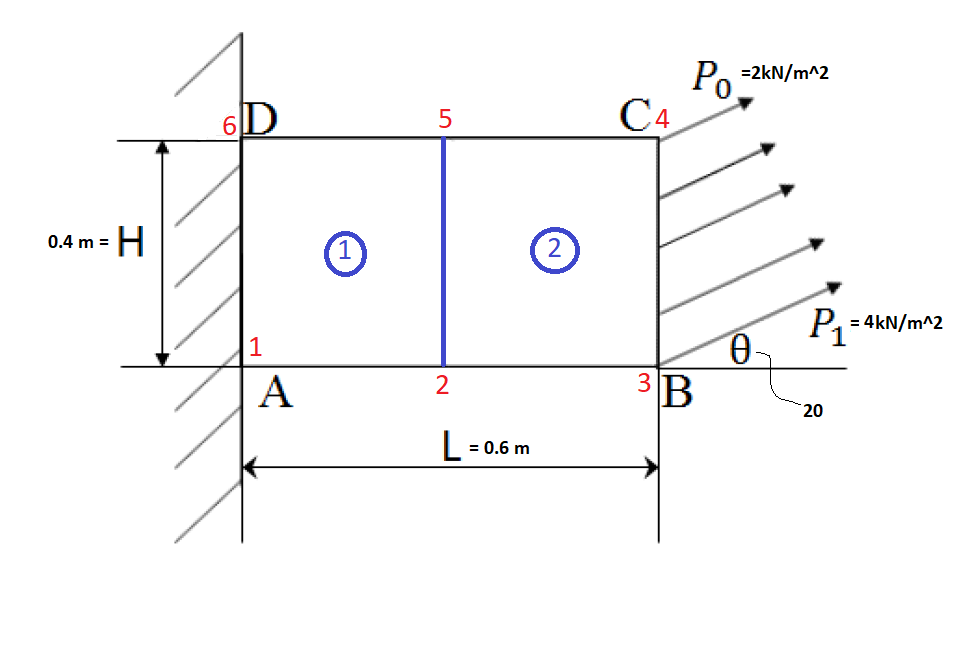 P₀ =2kN/m^2
6 D 5 C 4
0.4 m = H
1 2
P₁ = 4kN/m^2
θ
1
A 2 3 B
20
L = 0.6 m